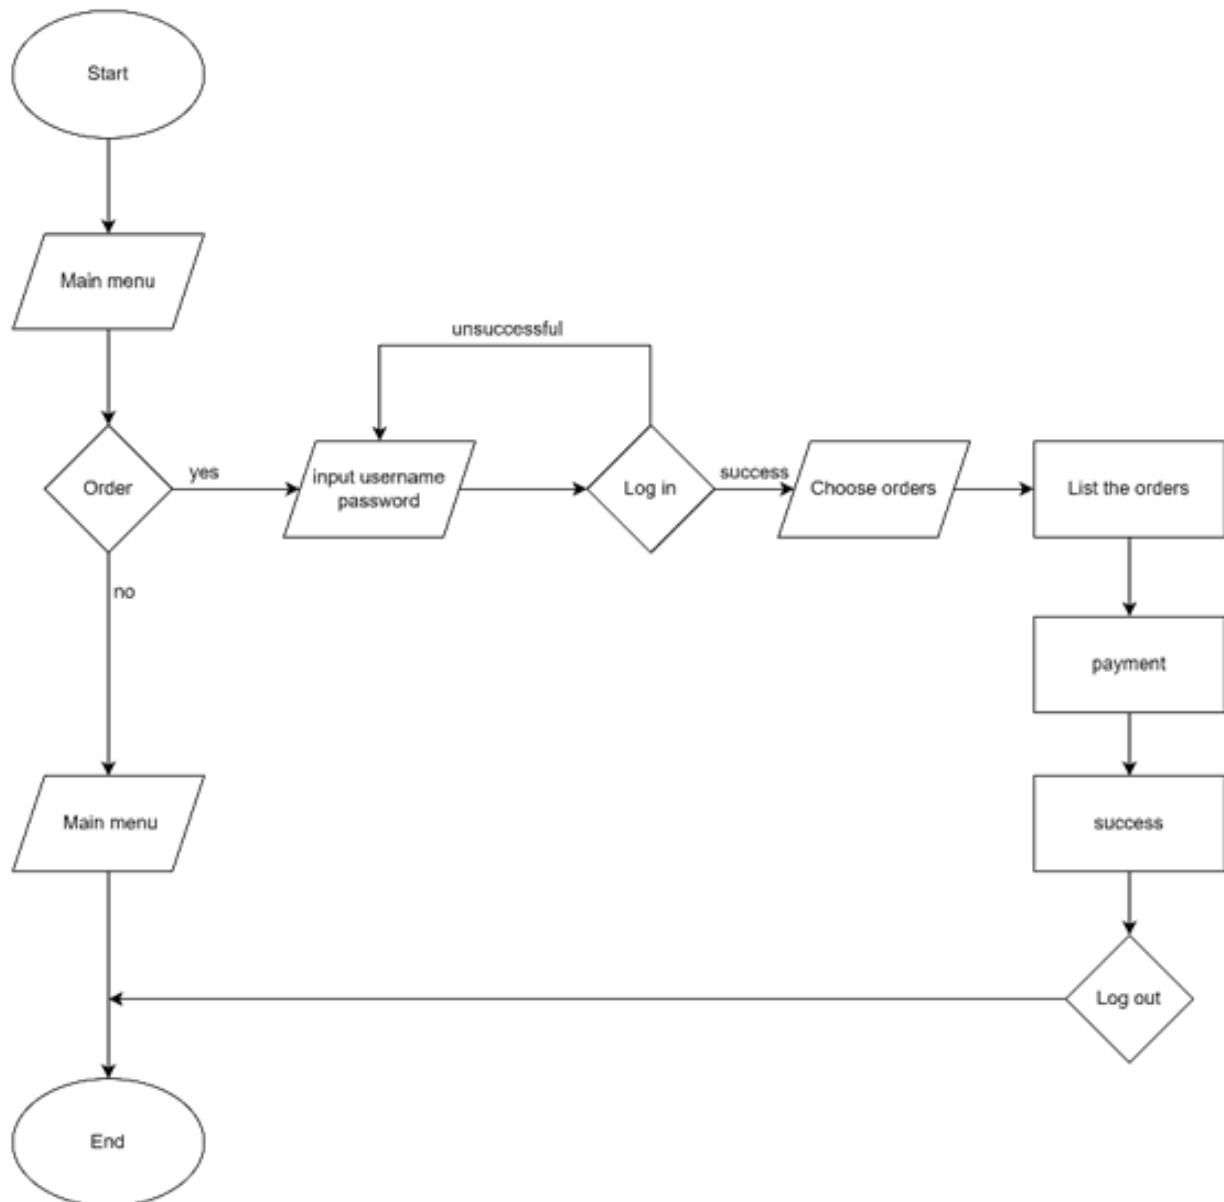 Start
Main menu
unsuccessful
Order
yes
input username
password
Log in
success
Choose orders
List the orders
no
payment
Main menu
success
Log out
End